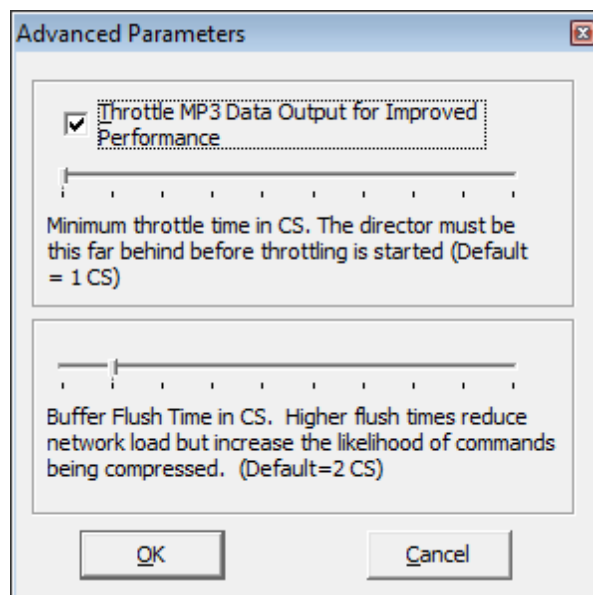 Advanced Parameters
Throttle MP3 Data Output for Improved
Performance
Minimum throttle time in CS. The director must be
this far behind before throttling is started (Default
= 1 CS)
Buffer Flush Time in CS.  Higher flush times reduce
network load but increase the likelihood of commands
being compressed.  (Default=2 CS)
OK
Cancel